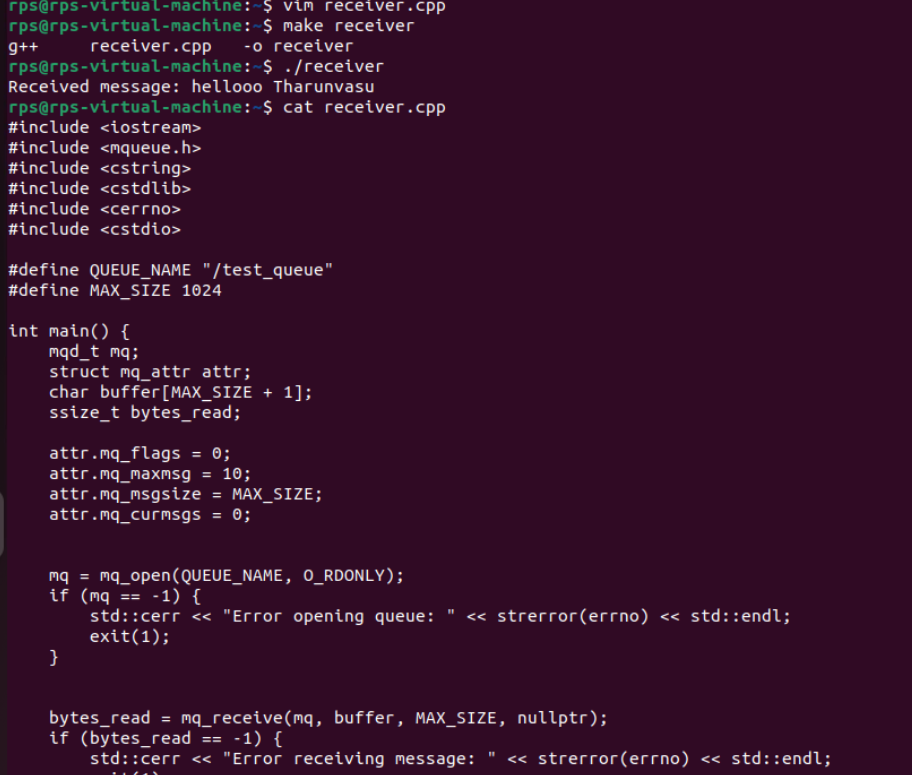 rps@rps-virtual-machine:~$ vim receiver.cpp
rps@rps-virtual-machine:~$ make receiver
g++     receiver.cpp   -o receiver
rps@rps-virtual-machine:~$ ./receiver
Received message: hellooo Tharunvasu
rps@rps-virtual-machine:~$ cat receiver.cpp
#include <iostream>
#include <mqueue.h>
#include <cstring>
#include <cstdlib>
#include <cerrno>
#include <cstdio>

#define QUEUE_NAME "/test_queue"
#define MAX_SIZE 1024

int main() {
    mqd_t mq;
    struct mq_attr attr;
    char buffer[MAX_SIZE + 1];
    ssize_t bytes_read;

    attr.mq_flags = 0;
    attr.mq_maxmsg = 10;
    attr.mq_msgsize = MAX_SIZE;
    attr.mq_curmsgs = 0;


    mq = mq_open(QUEUE_NAME, O_RDONLY);
    if (mq == -1) {
        std::cerr << "Error opening queue: " << strerror(errno) << std::endl;
        exit(1);
    }


    bytes_read = mq_receive(mq, buffer, MAX_SIZE, nullptr);
    if (bytes_read == -1) {
        std::cerr << "Error receiving message: " << strerror(errno) << std::endl;